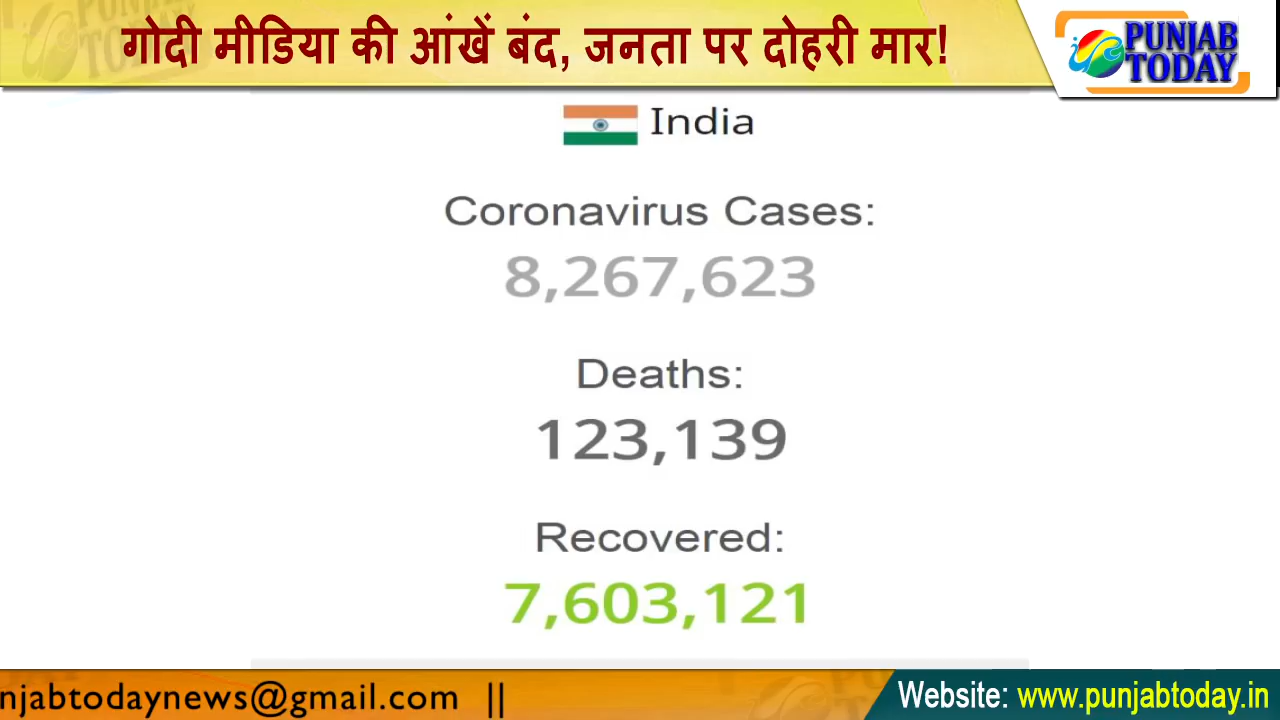 गोदी मीडिया की आंखें बंद, जनता पर दोहरी मार!
PUNJAB
TODAY
India
Coronavirus Cases:
8,267,623
Deaths:
123,139
Recovered:
7,603,121
njabtodaynews@gmail.com ||
Website: www.punjabtoday.in